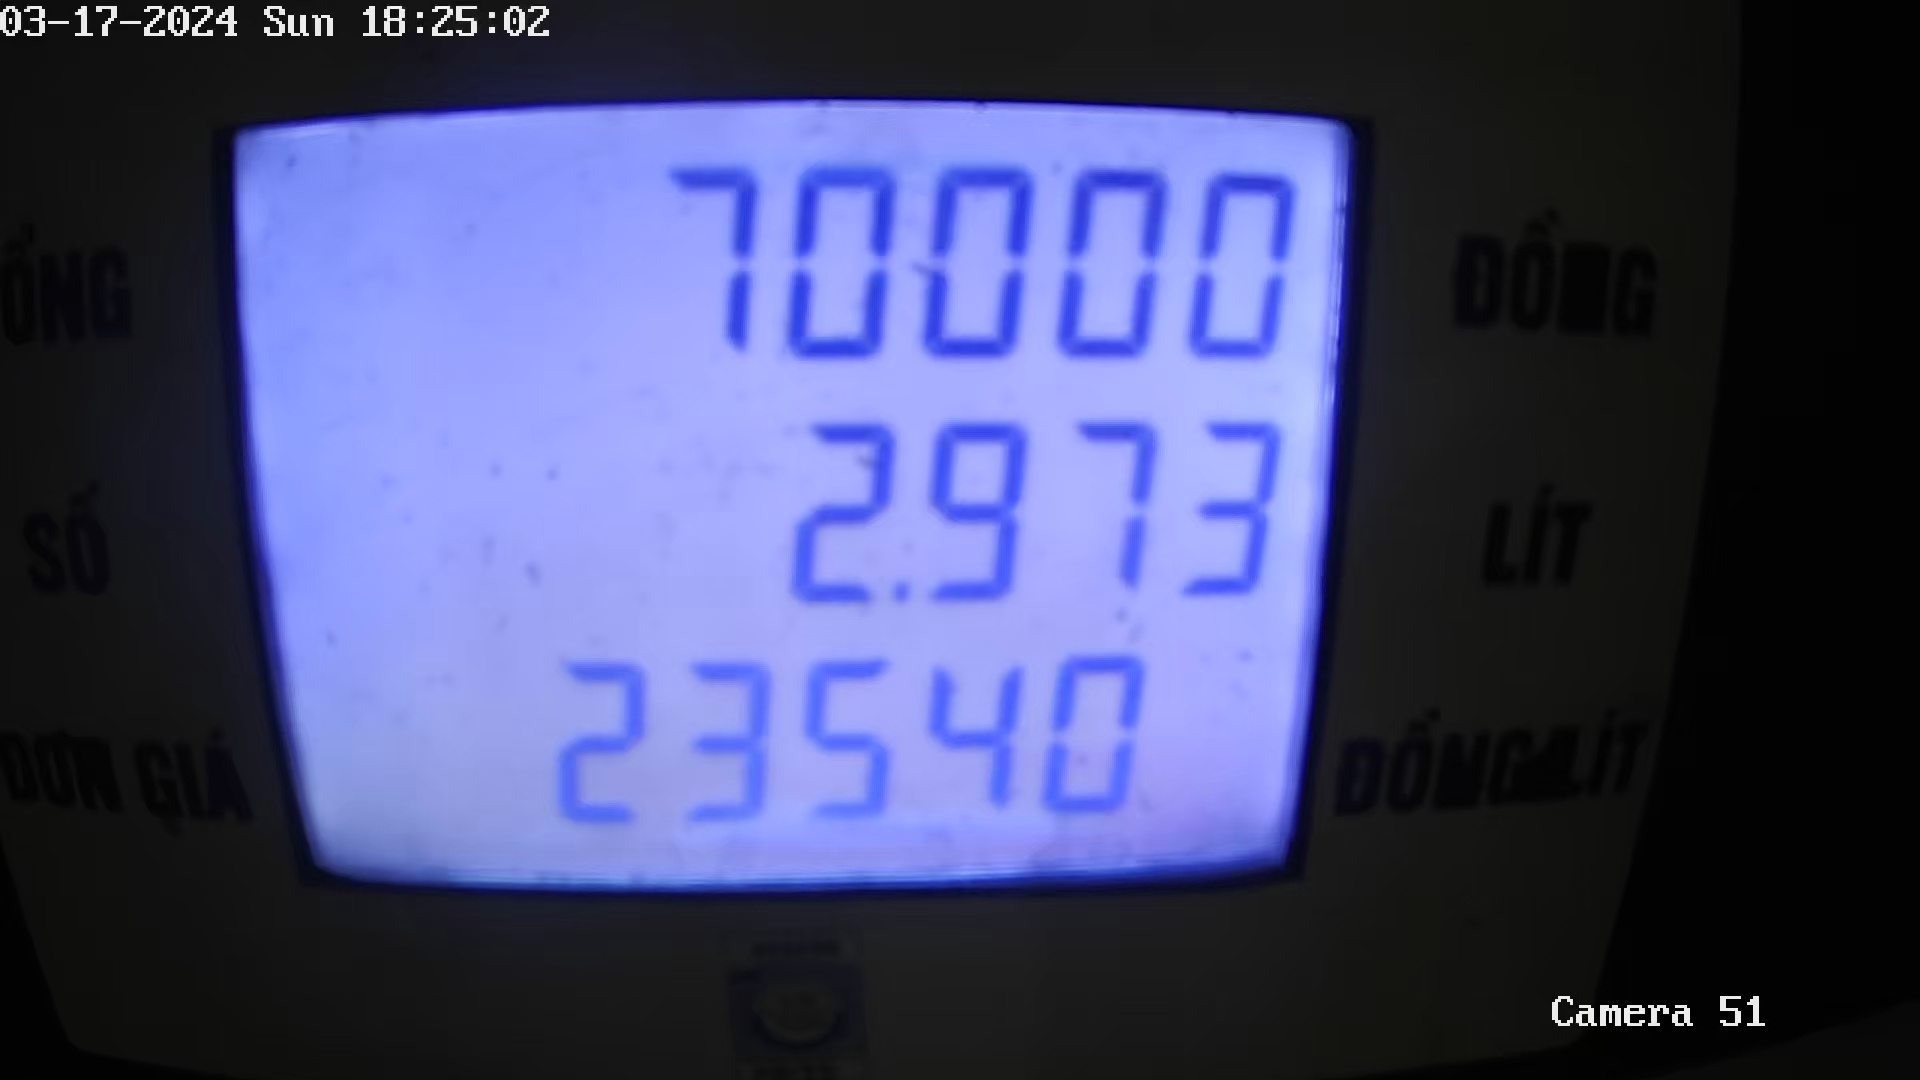 03-17-2024 Sun 18:25:02
70000
ĐỒNG
2.973
SỐ
LÍT
23540
ĐƠN GIÁ
ĐỒNG/LÍT
Camera 51